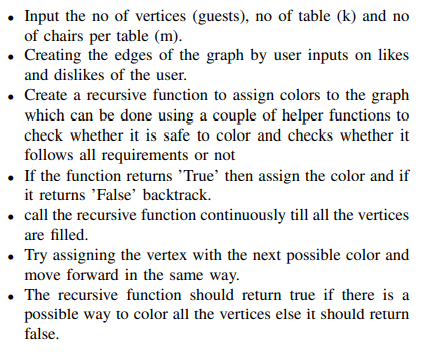 • Input the no of vertices (guests), no of table (k) and no
of chairs per table (m).
• Creating the edges of the graph by user inputs on likes
and dislikes of the user.
• Create a recursive function to assign colors to the graph
which can be done using a couple of helper functions to
check whether it is safe to color and checks whether it
follows all requirements or not
• If the function returns 'True' then assign the color and if
it returns 'False' backtrack.
• call the recursive function continuously till all the vertices
are filled.
• Try assigning the vertex with the next possible color and
move forward in the same way.
• The recursive function should return true if there is a
possible way to color all the vertices else it should return
false.